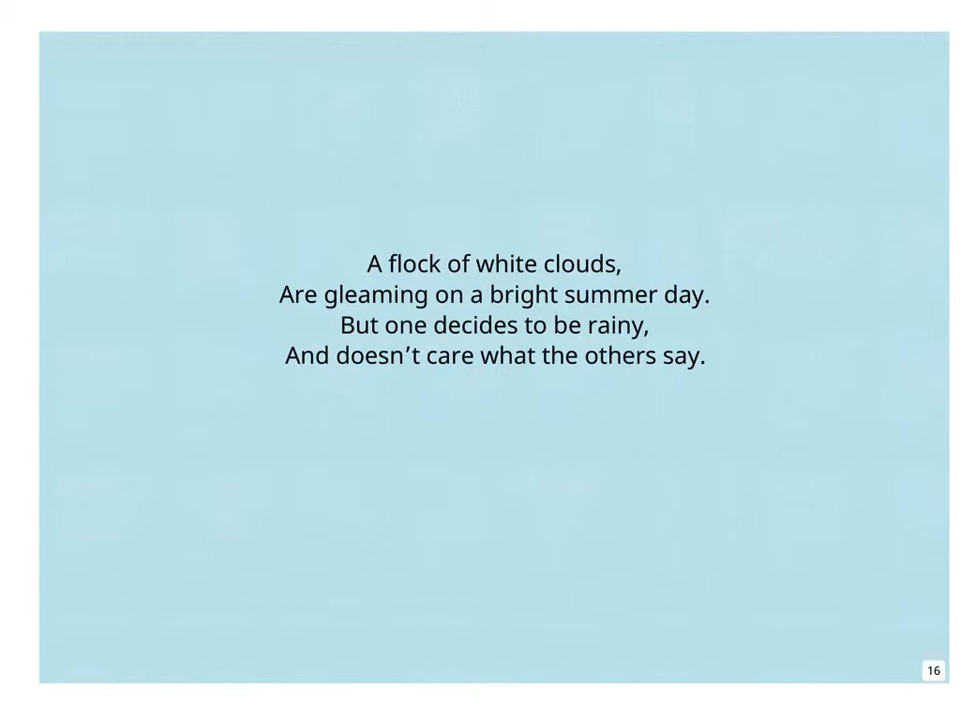 A flock of white clouds,
Are gleaming on a bright summer day.
But one decides to be rainy,
And doesn’t care what the others say.
16